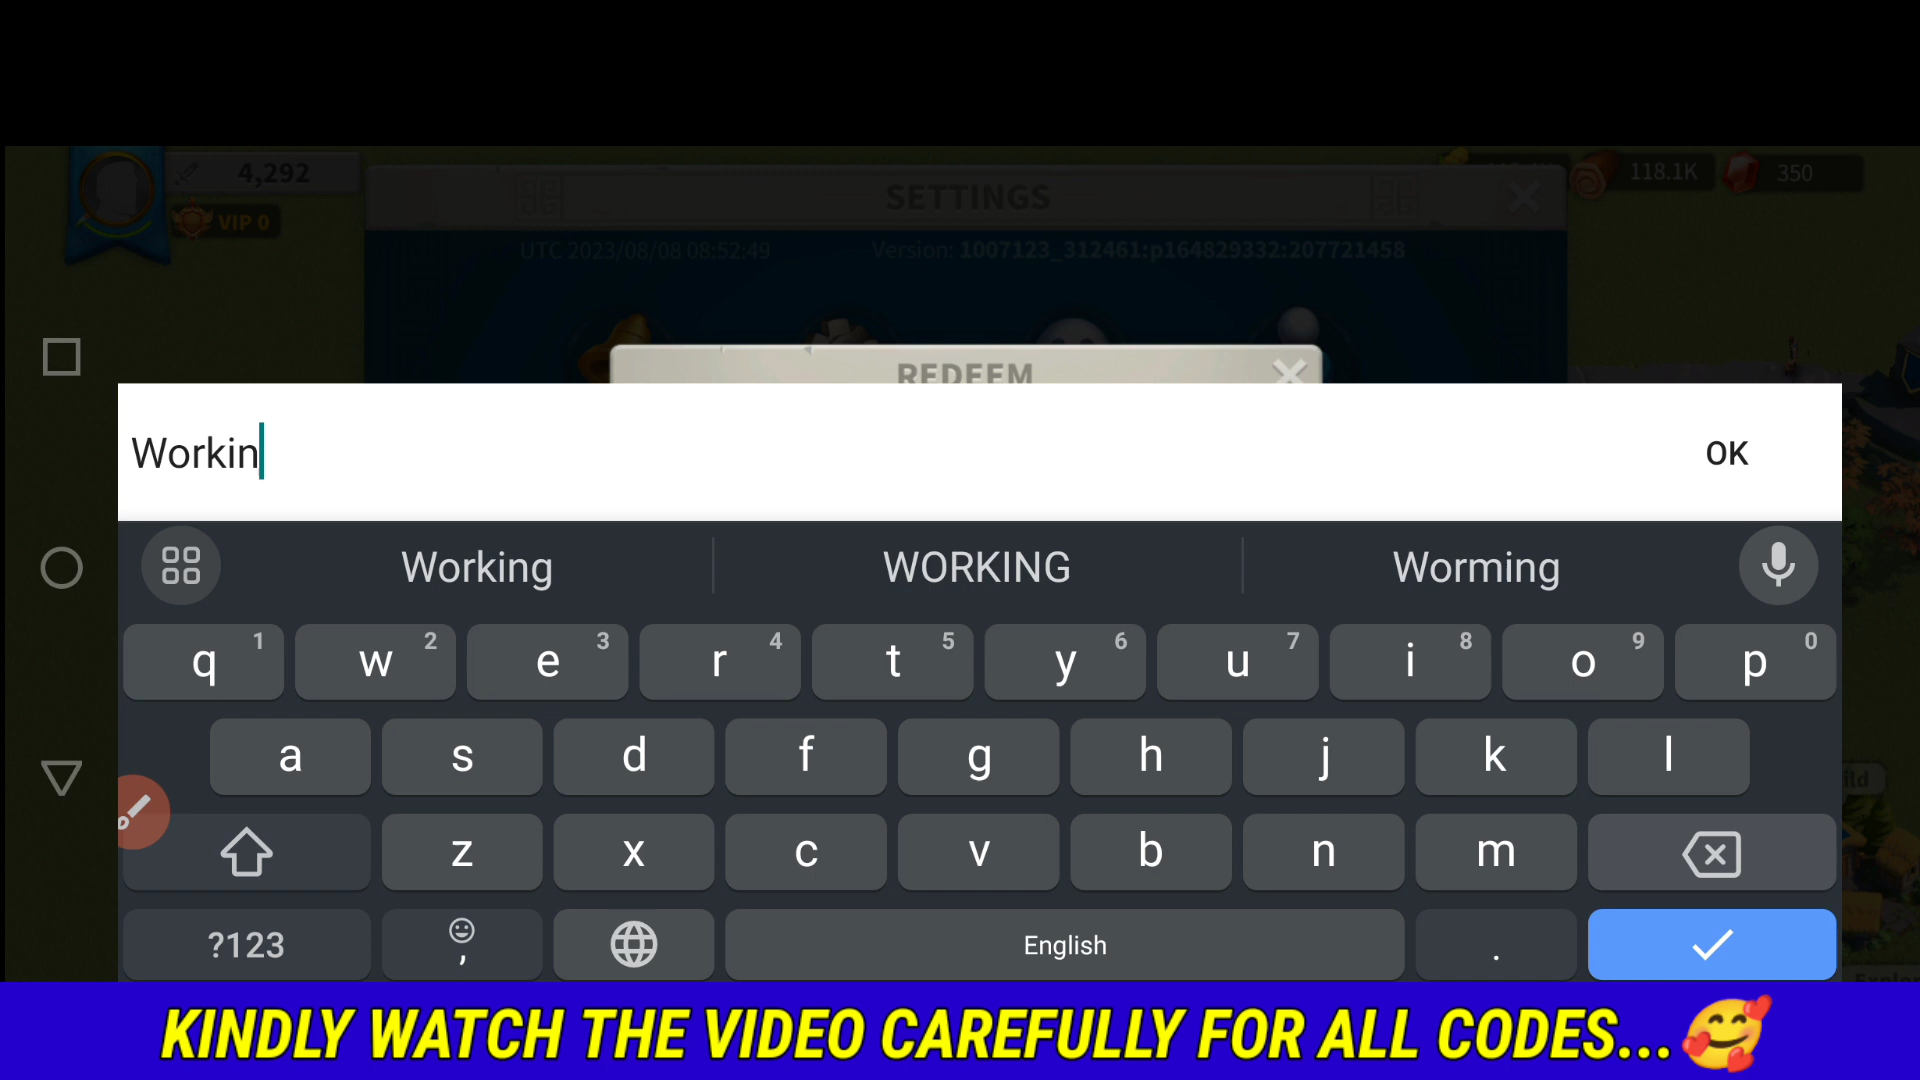 4,292
118.1K
350
SETTINGS
VIP 0
UTC 2023/08/08 08:52:49
Version: 1007123_312461:p164829332:207721458
REDEEM
Workin
OK
Working
WORKING
Worming
q 1 w 2 e 3 r 4 t 5 y 6 u 7 i 8 o 9 p 0
a s d f g h j k l
z x c v b n m
?123
,
English
.
KINDLY WATCH THE VIDEO CAREFULLY FOR ALL CODES...